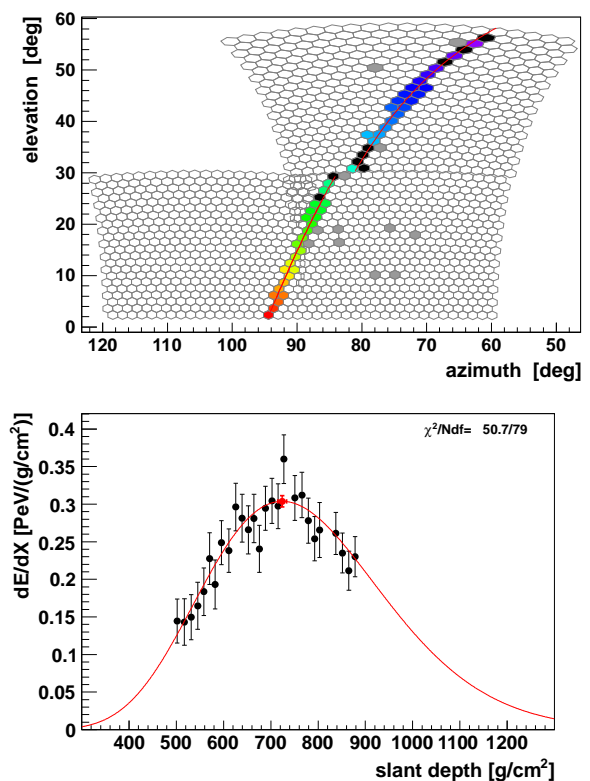 60
50
40
30
20
10
0
elevation [deg]
120 100 90 80 70 60 50
azimuth [deg]
χ²/Ndf= 50.7/79
0.4
0.35
0.3
0.25
0.2
0.15
0.1
0.05
0
dE/dX [PeV/(g/cm²)]
400 500 600 700 800 900 1000 1100 1200
slant depth [g/cm²]